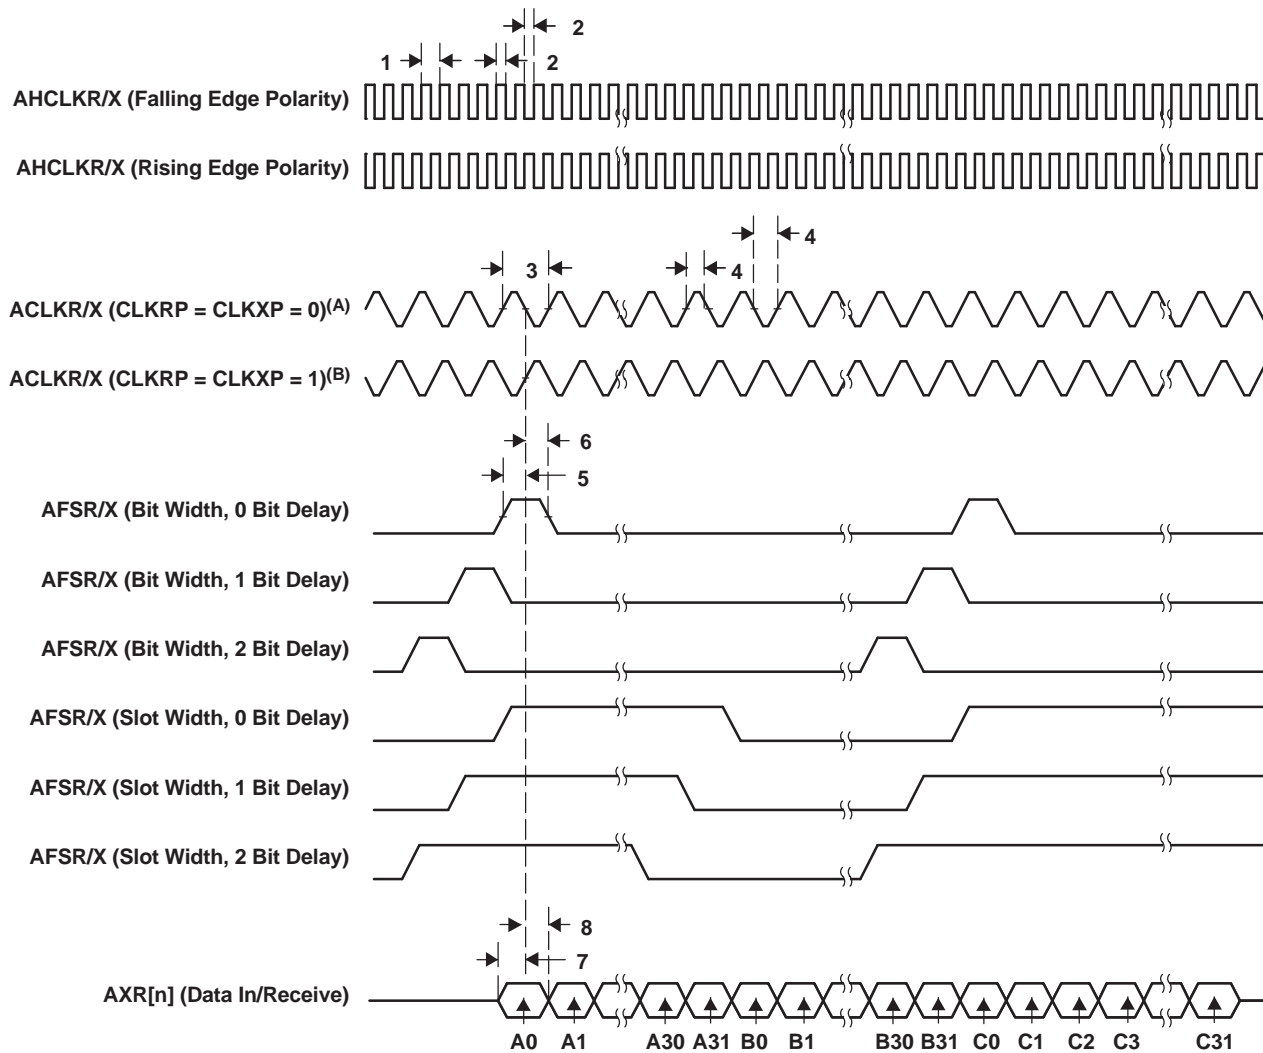 2
1 2
AHCLKR/X (Falling Edge Polarity)
AHCLKR/X (Rising Edge Polarity)
4
3 4
ACLKR/X (CLKRP = CLKXP = 0)(A)
ACLKR/X (CLKRP = CLKXP = 1)(B)
6
5
AFSR/X (Bit Width, 0 Bit Delay)
AFSR/X (Bit Width, 1 Bit Delay)
AFSR/X (Bit Width, 2 Bit Delay)
AFSR/X (Slot Width, 0 Bit Delay)
AFSR/X (Slot Width, 1 Bit Delay)
AFSR/X (Slot Width, 2 Bit Delay)
8
7
AXR[n] (Data In/Receive)
A0 A1 A30 A31 B0 B1 B30 B31 C0 C1 C2 C3 C31